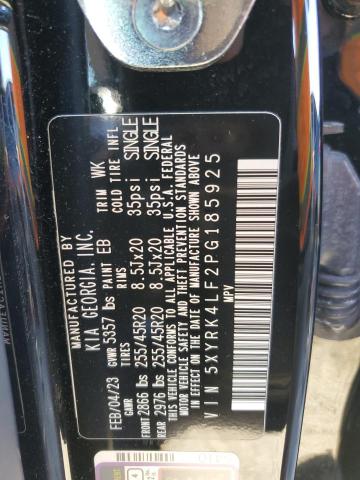 MANUFACTURED BY
KIA GEORGIA, INC.
FEB/04/23 GVWR 5357 lbs PAINT EB TRIM WK
GAWR TIRES RIMS COLD TIRE INFL
FRONT 2866 lbs 255/45R20 8.5Jx20 35psi SINGLE
REAR 2976 lbs 255/45R20 8.5Jx20 35psi SINGLE
THIS VEHICLE CONFORMS TO ALL APPLICABLE U.S.A. FEDERAL
MOTOR VEHICLE SAFETY AND THEFT PREVENTION STANDARDS
IN EFFECT ON THE DATE OF MANUFACTURE SHOWN ABOVE
VIN 5XYRK4LF2PG185925
MPV